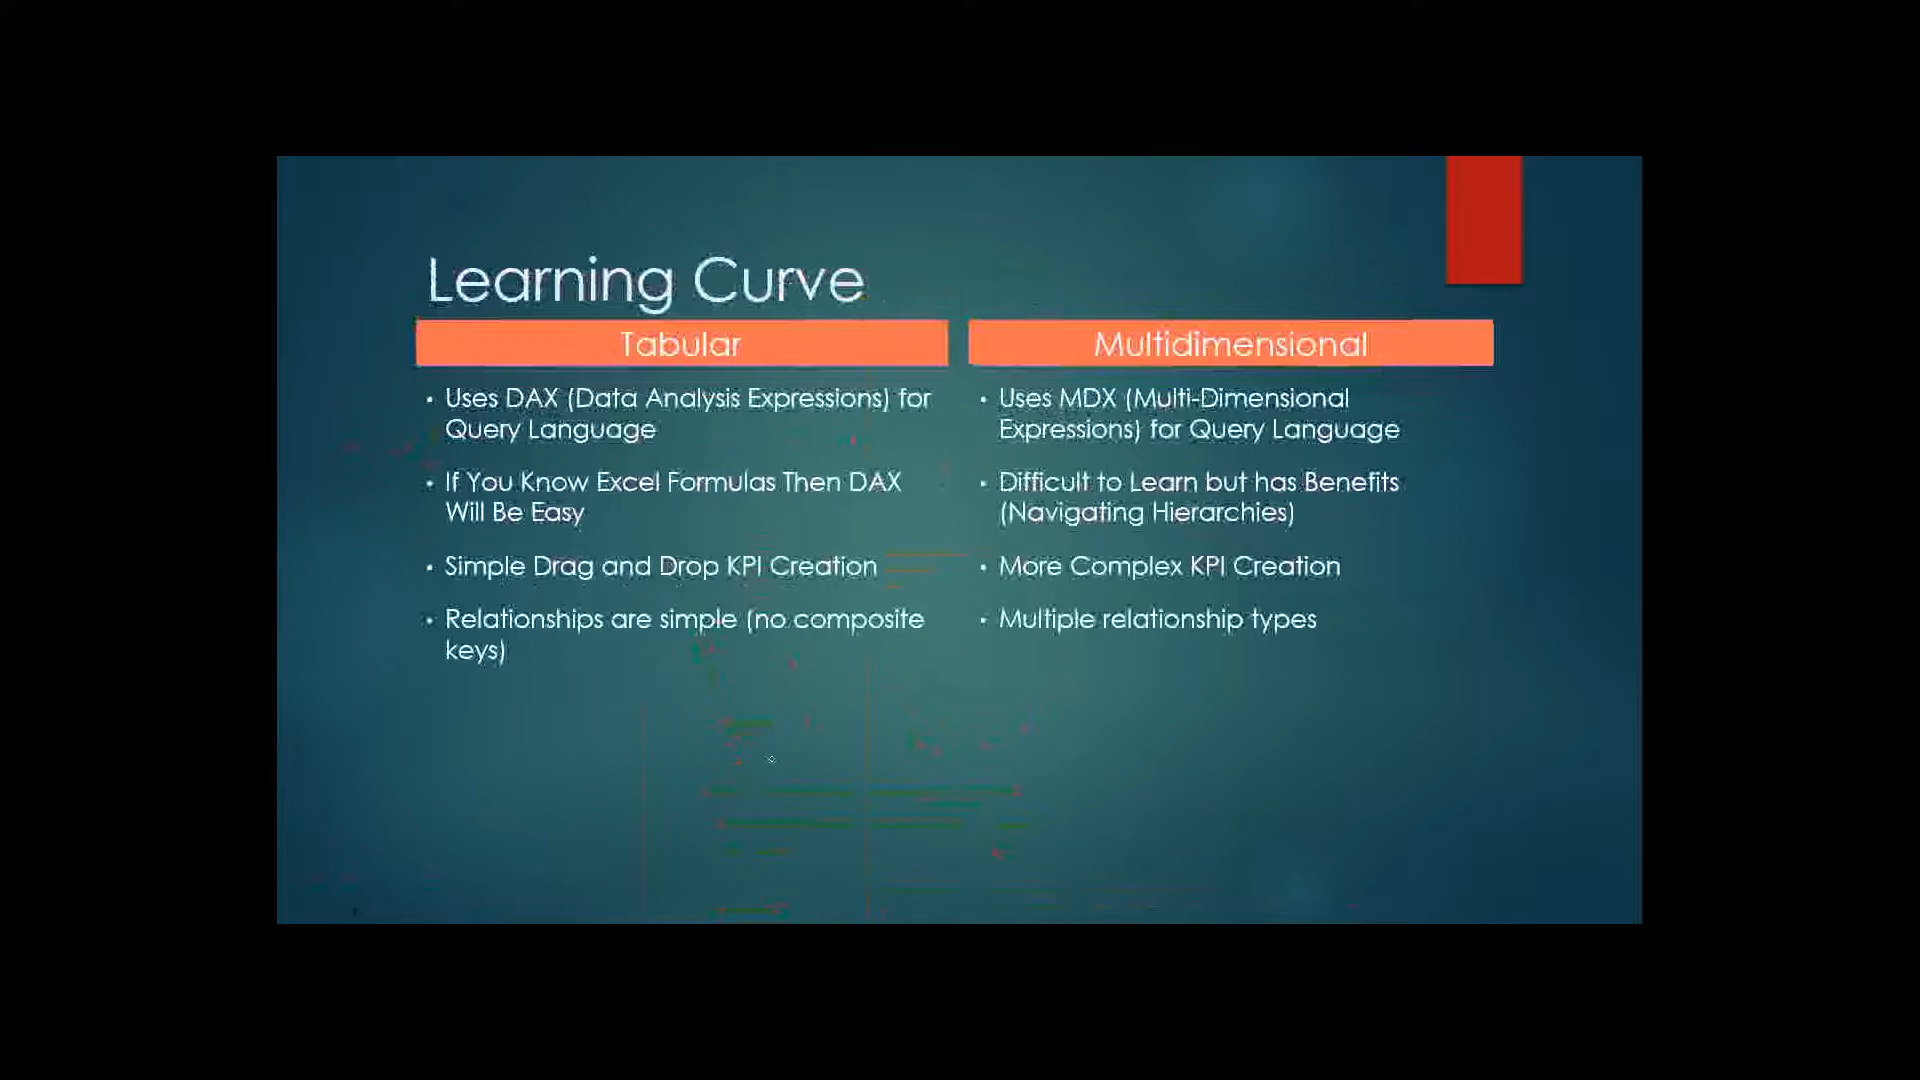 Learning Curve
Tabular
• Uses DAX (Data Analysis Expressions) for
Query Language
• If You Know Excel Formulas Then DAX
Will Be Easy
• Simple Drag and Drop KPI Creation
• Relationships are simple (no composite
keys)
Multidimensional
• Uses MDX (Multi-Dimensional
Expressions) for Query Language
• Difficult to Learn but has Benefits
(Navigating Hierarchies)
• More Complex KPI Creation
• Multiple relationship types